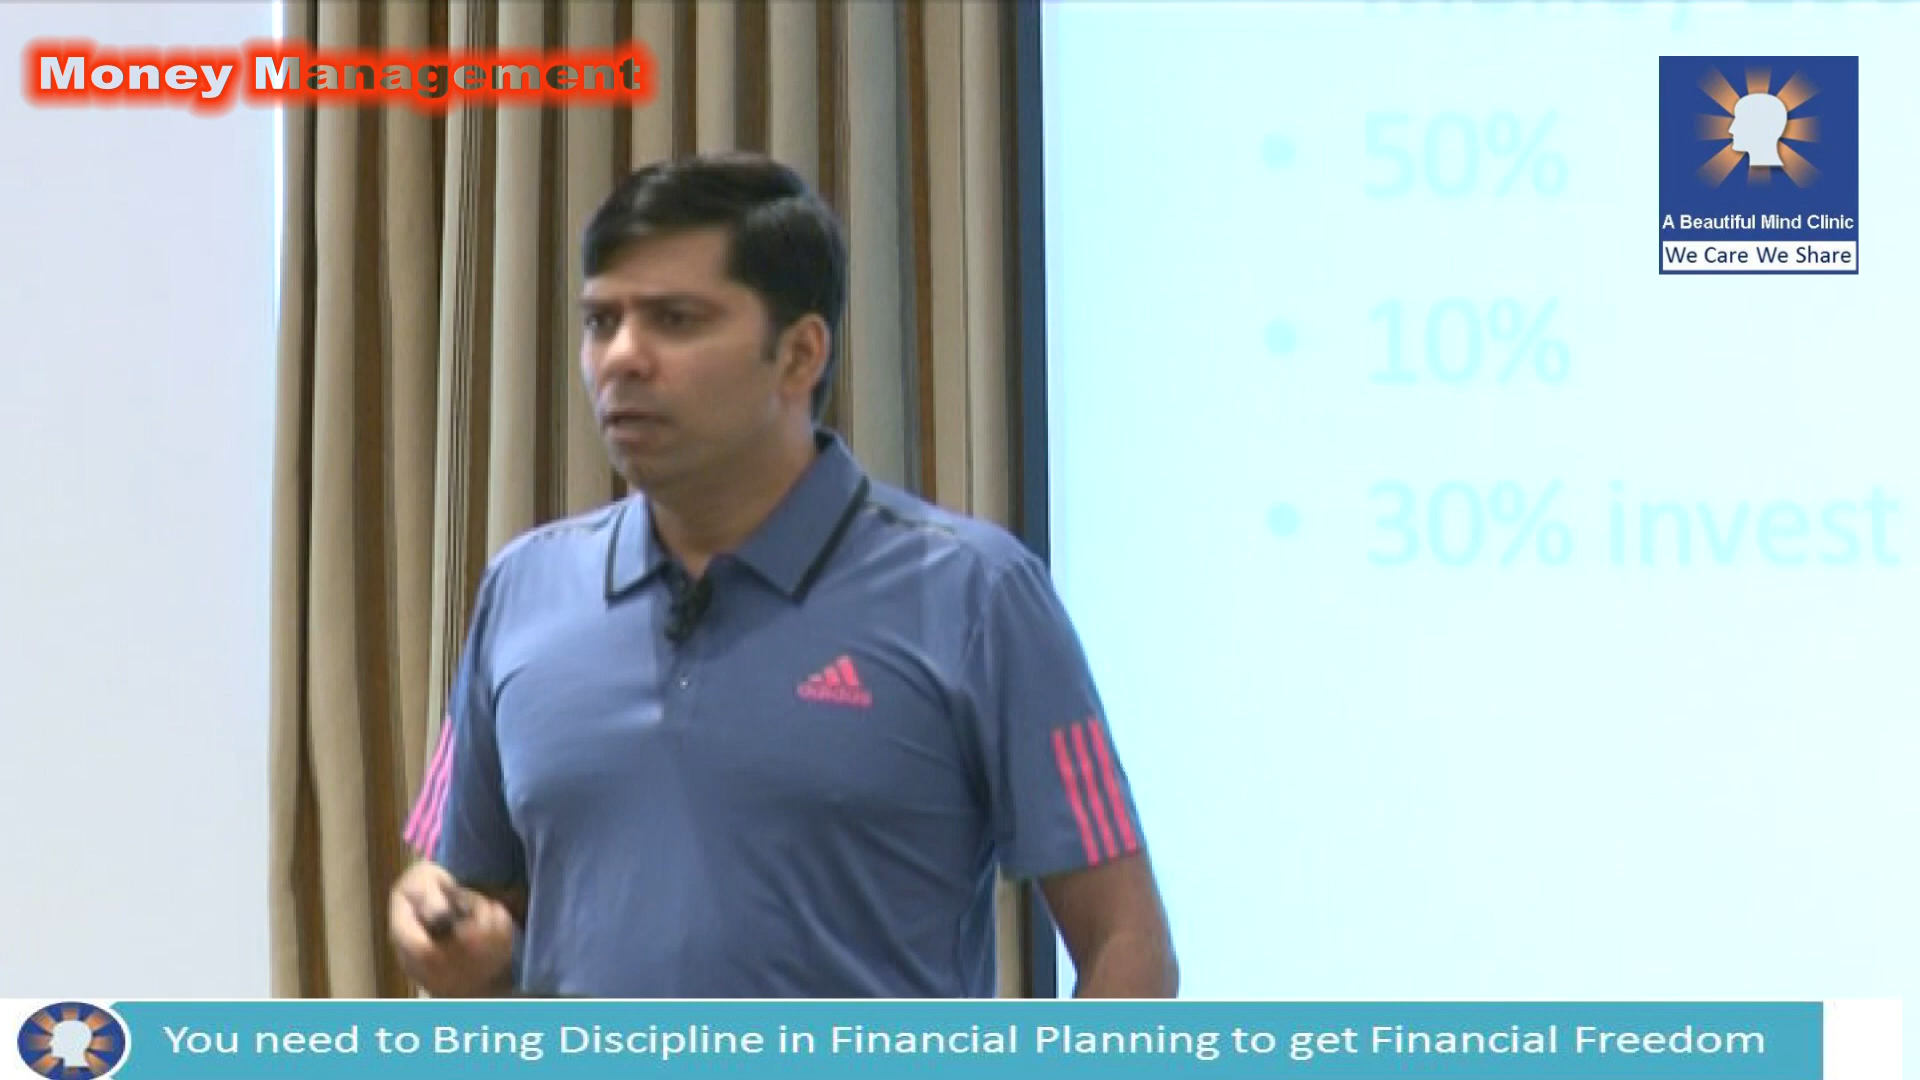 Money Management
50%
10%
30% invest
A Beautiful Mind Clinic
We Care We Share
adidas
You need to Bring Discipline in Financial Planning to get Financial Freedom